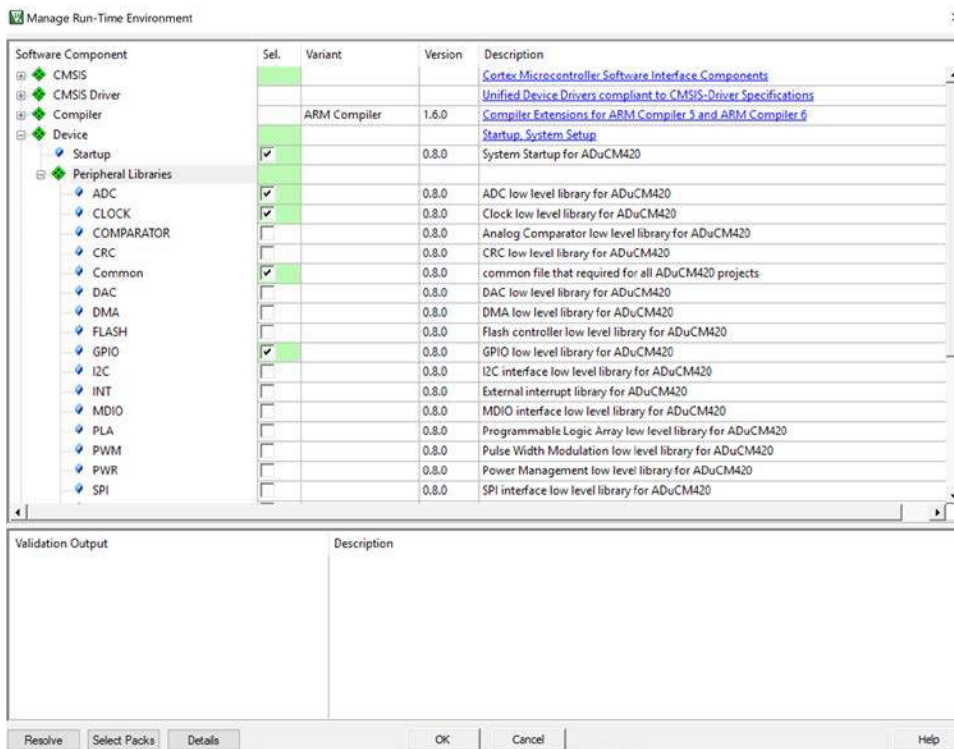 Manage Run-Time Environment
Software Component Sel. Variant Version Description
CMSIS Cortex Microcontroller Software Interface Components
CMSIS Driver Unified Device Drivers compliant to CMSIS-Driver Specifications
Compiler ARM Compiler 1.6.0 Compiler Extensions for ARM Compiler 5 and ARM Compiler 6
Device Startup, System Setup
Startup 0.8.0 System Startup for ADuCM420
Peripheral Libraries
ADC 0.8.0 ADC low level library for ADuCM420
CLOCK 0.8.0 Clock low level library for ADuCM420
COMPARATOR 0.8.0 Analog Comparator low level library for ADuCM420
CRC 0.8.0 CRC low level library for ADuCM420
Common 0.8.0 common file that required for all ADuCM420 projects
DAC 0.8.0 DAC low level library for ADuCM420
DMA 0.8.0 DMA low level library for ADuCM420
FLASH 0.8.0 Flash controller low level library for ADuCM420
GPIO 0.8.0 GPIO low level library for ADuCM420
I2C 0.8.0 I2C interface low level library for ADuCM420
INT 0.8.0 External interrupt library for ADuCM420
MDIO 0.8.0 MDIO interface low level library for ADuCM420
PLA 0.8.0 Programmable Logic Array low level library for ADuCM420
PWM 0.8.0 Pulse Width Modulation low level library for ADuCM420
PWR 0.8.0 Power Management low level library for ADuCM420
SPI 0.8.0 SPI interface low level library for ADuCM420
Validation Output Description
Resolve Select Packs Details OK Cancel Help